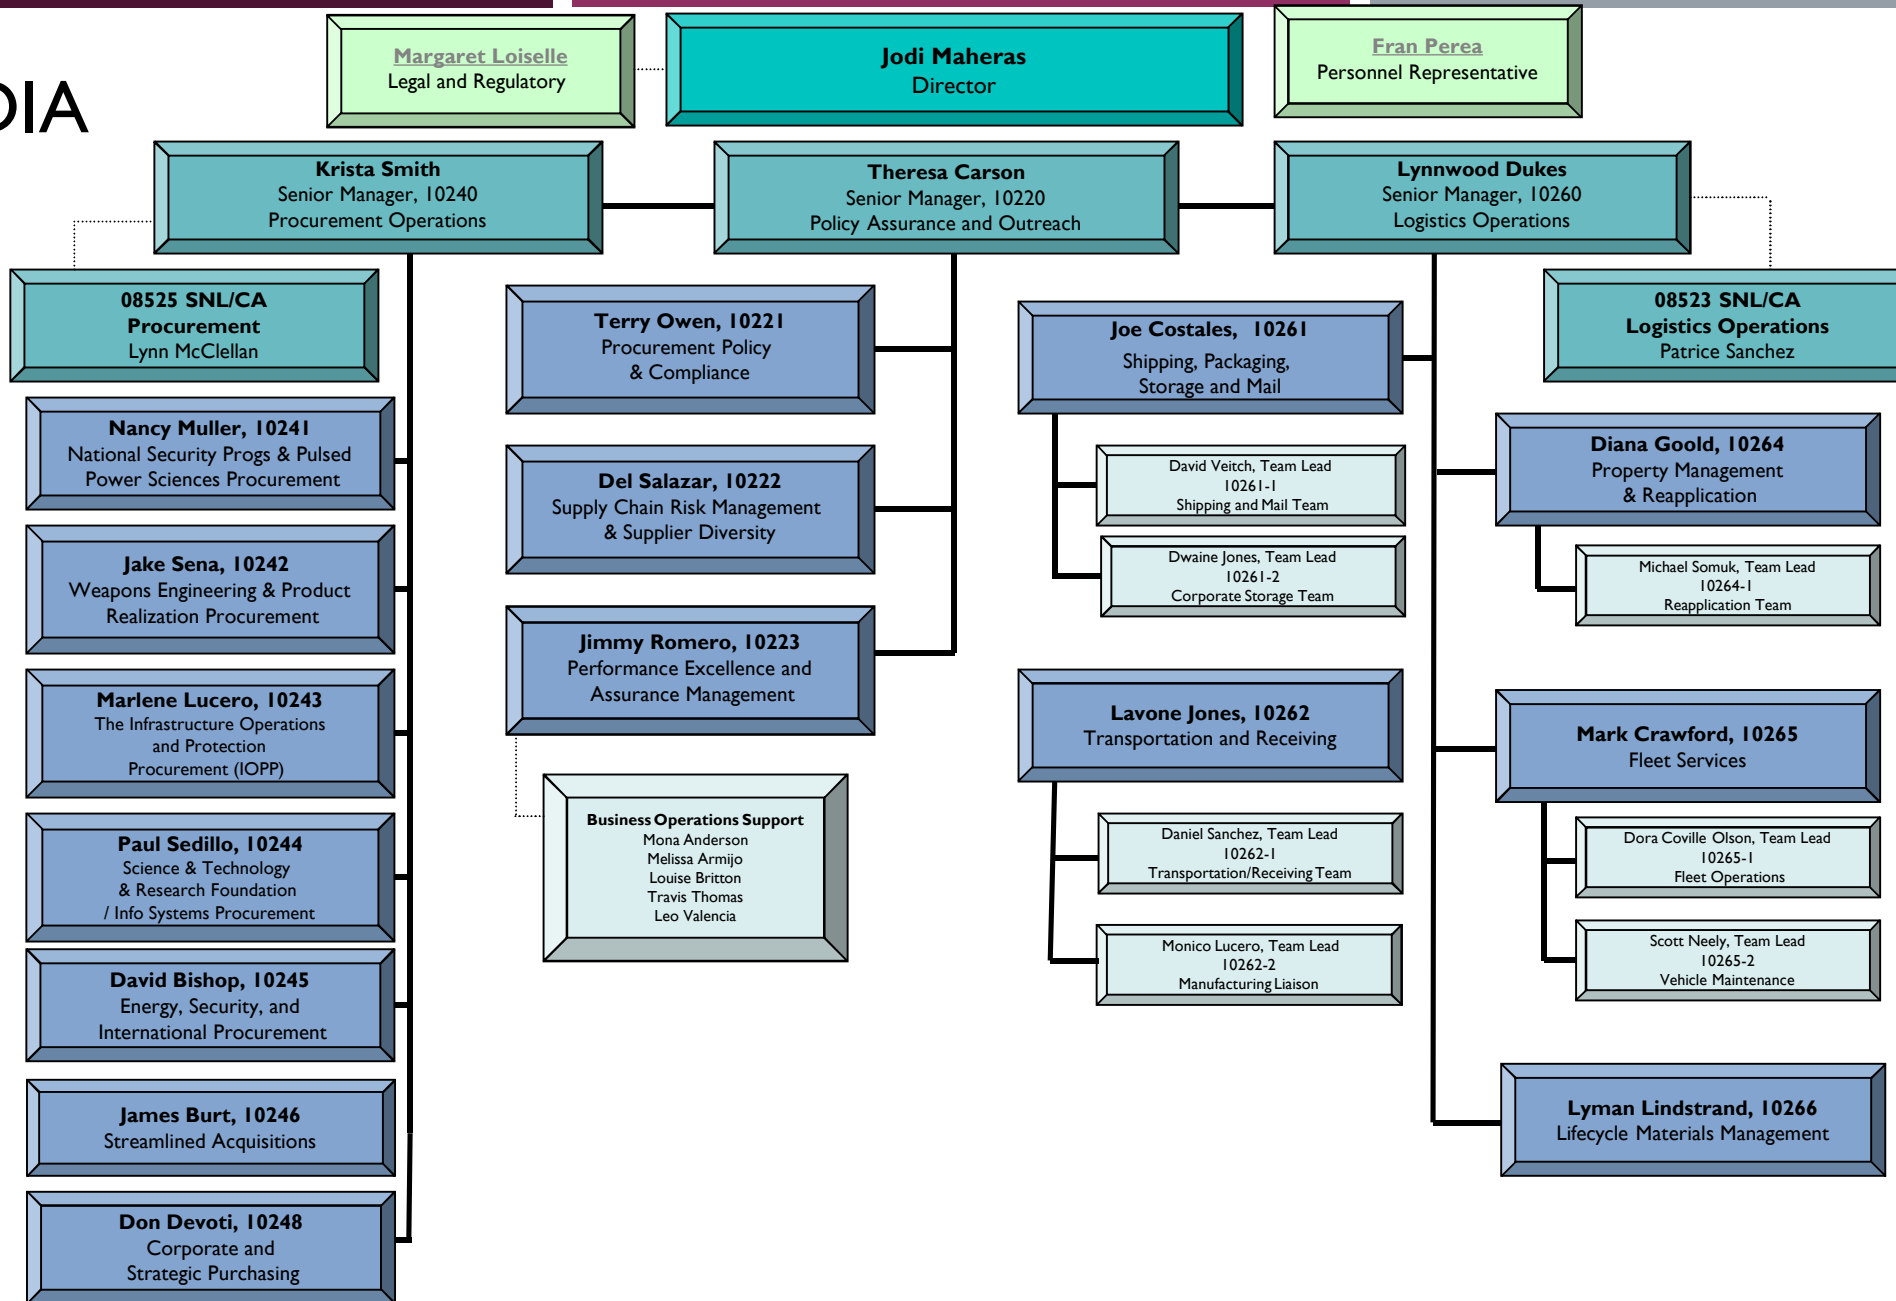 DIA
Margaret Loiselle
Legal and Regulatory
Jodi Maheras
Director
Fran Perea
Personnel Representative
Krista Smith
Senior Manager, 10240
Procurement Operations
Theresa Carson
Senior Manager, 10220
Policy Assurance and Outreach
Lynnwood Dukes
Senior Manager, 10260
Logistics Operations
08525 SNL/CA
Procurement
Lynn McClellan
Nancy Muller, 10241
National Security Progs & Pulsed
Power Sciences Procurement
Jake Sena, 10242
Weapons Engineering & Product
Realization Procurement
Marlene Lucero, 10243
The Infrastructure Operations
and Protection
Procurement (IOPP)
Paul Sedillo, 10244
Science & Technology
& Research Foundation
/ Info Systems Procurement
David Bishop, 10245
Energy, Security, and
International Procurement
James Burt, 10246
Streamlined Acquisitions
Don Devoti, 10248
Corporate and
Strategic Purchasing
Terry Owen, 10221
Procurement Policy
& Compliance
Del Salazar, 10222
Supply Chain Risk Management
& Supplier Diversity
Jimmy Romero, 10223
Performance Excellence and
Assurance Management
Business Operations Support
Mona Anderson
Melissa Armijo
Louise Britton
Travis Thomas
Leo Valencia
Joe Costales, 10261
Shipping, Packaging,
Storage and Mail
David Veitch, Team Lead
10261-1
Shipping and Mail Team
Dwaine Jones, Team Lead
10261-2
Corporate Storage Team
Lavone Jones, 10262
Transportation and Receiving
Daniel Sanchez, Team Lead
10262-1
Transportation/Receiving Team
Monico Lucero, Team Lead
10262-2
Manufacturing Liaison
08523 SNL/CA
Logistics Operations
Patrice Sanchez
Diana Goold, 10264
Property Management
& Reapplication
Michael Somuk, Team Lead
10264-1
Reapplication Team
Mark Crawford, 10265
Fleet Services
Dora Coville Olson, Team Lead
10265-1
Fleet Operations
Scott Neely, Team Lead
10265-2
Vehicle Maintenance
Lyman Lindstrand, 10266
Lifecycle Materials Management